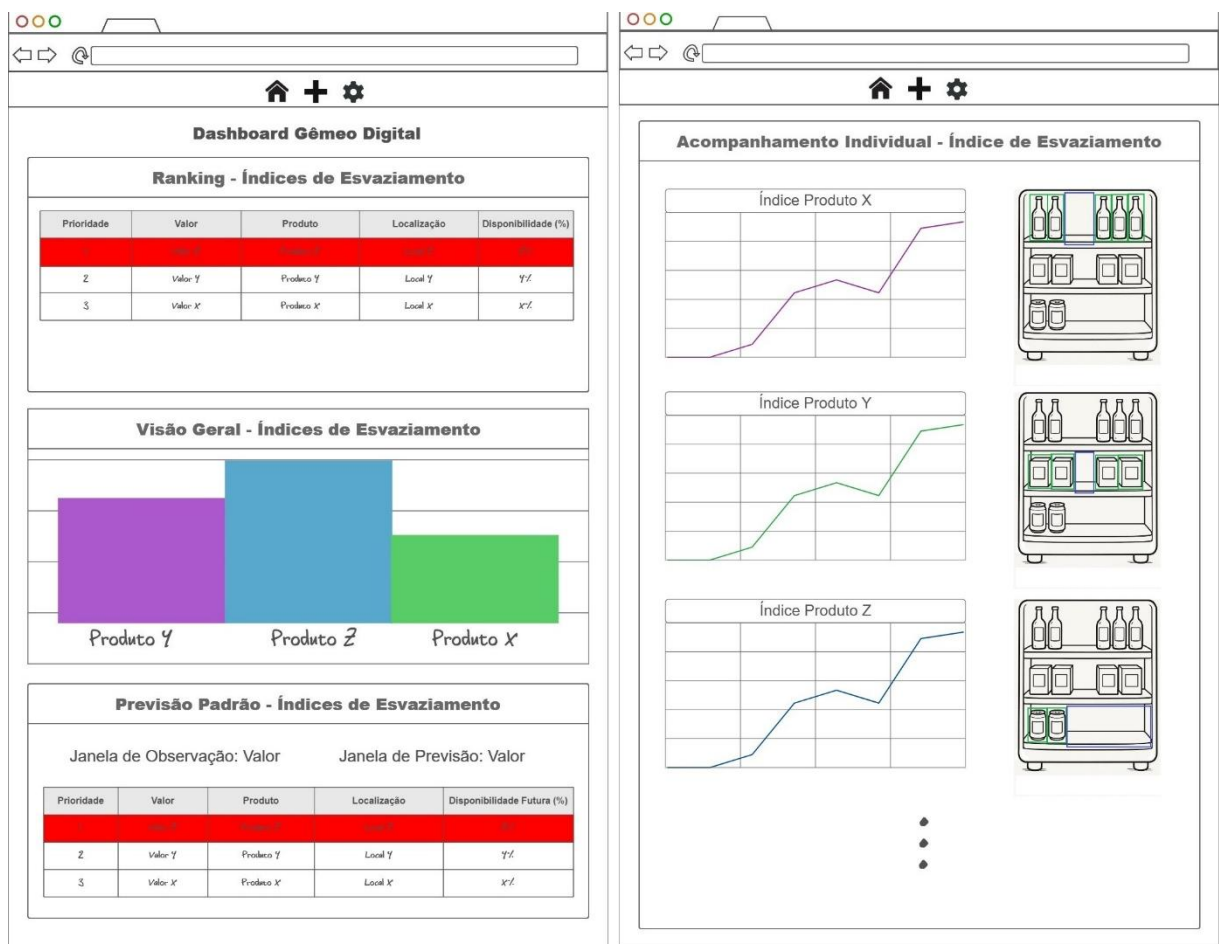 Dashboard Gêmeo Digital
Ranking - Índices de Esvaziamento
Prioridade Valor Produto Localização Disponibilidade (%)
2 Valor Y Produto Y Local Y Y%
3 Valor X Produto X Local X X%
Visão Geral - Índices de Esvaziamento
Produto Y Produto Z Produto X
Previsão Padrão - Índices de Esvaziamento
Janela de Observação: Valor Janela de Previsão: Valor
Prioridade Valor Produto Localização Disponibilidade Futura (%)
2 Valor Y Produto Y Local Y Y%
3 Valor X Produto X Local X X%
Acompanhamento Individual - Índice de Esvaziamento
Índice Produto X
Índice Produto Y
Índice Produto Z